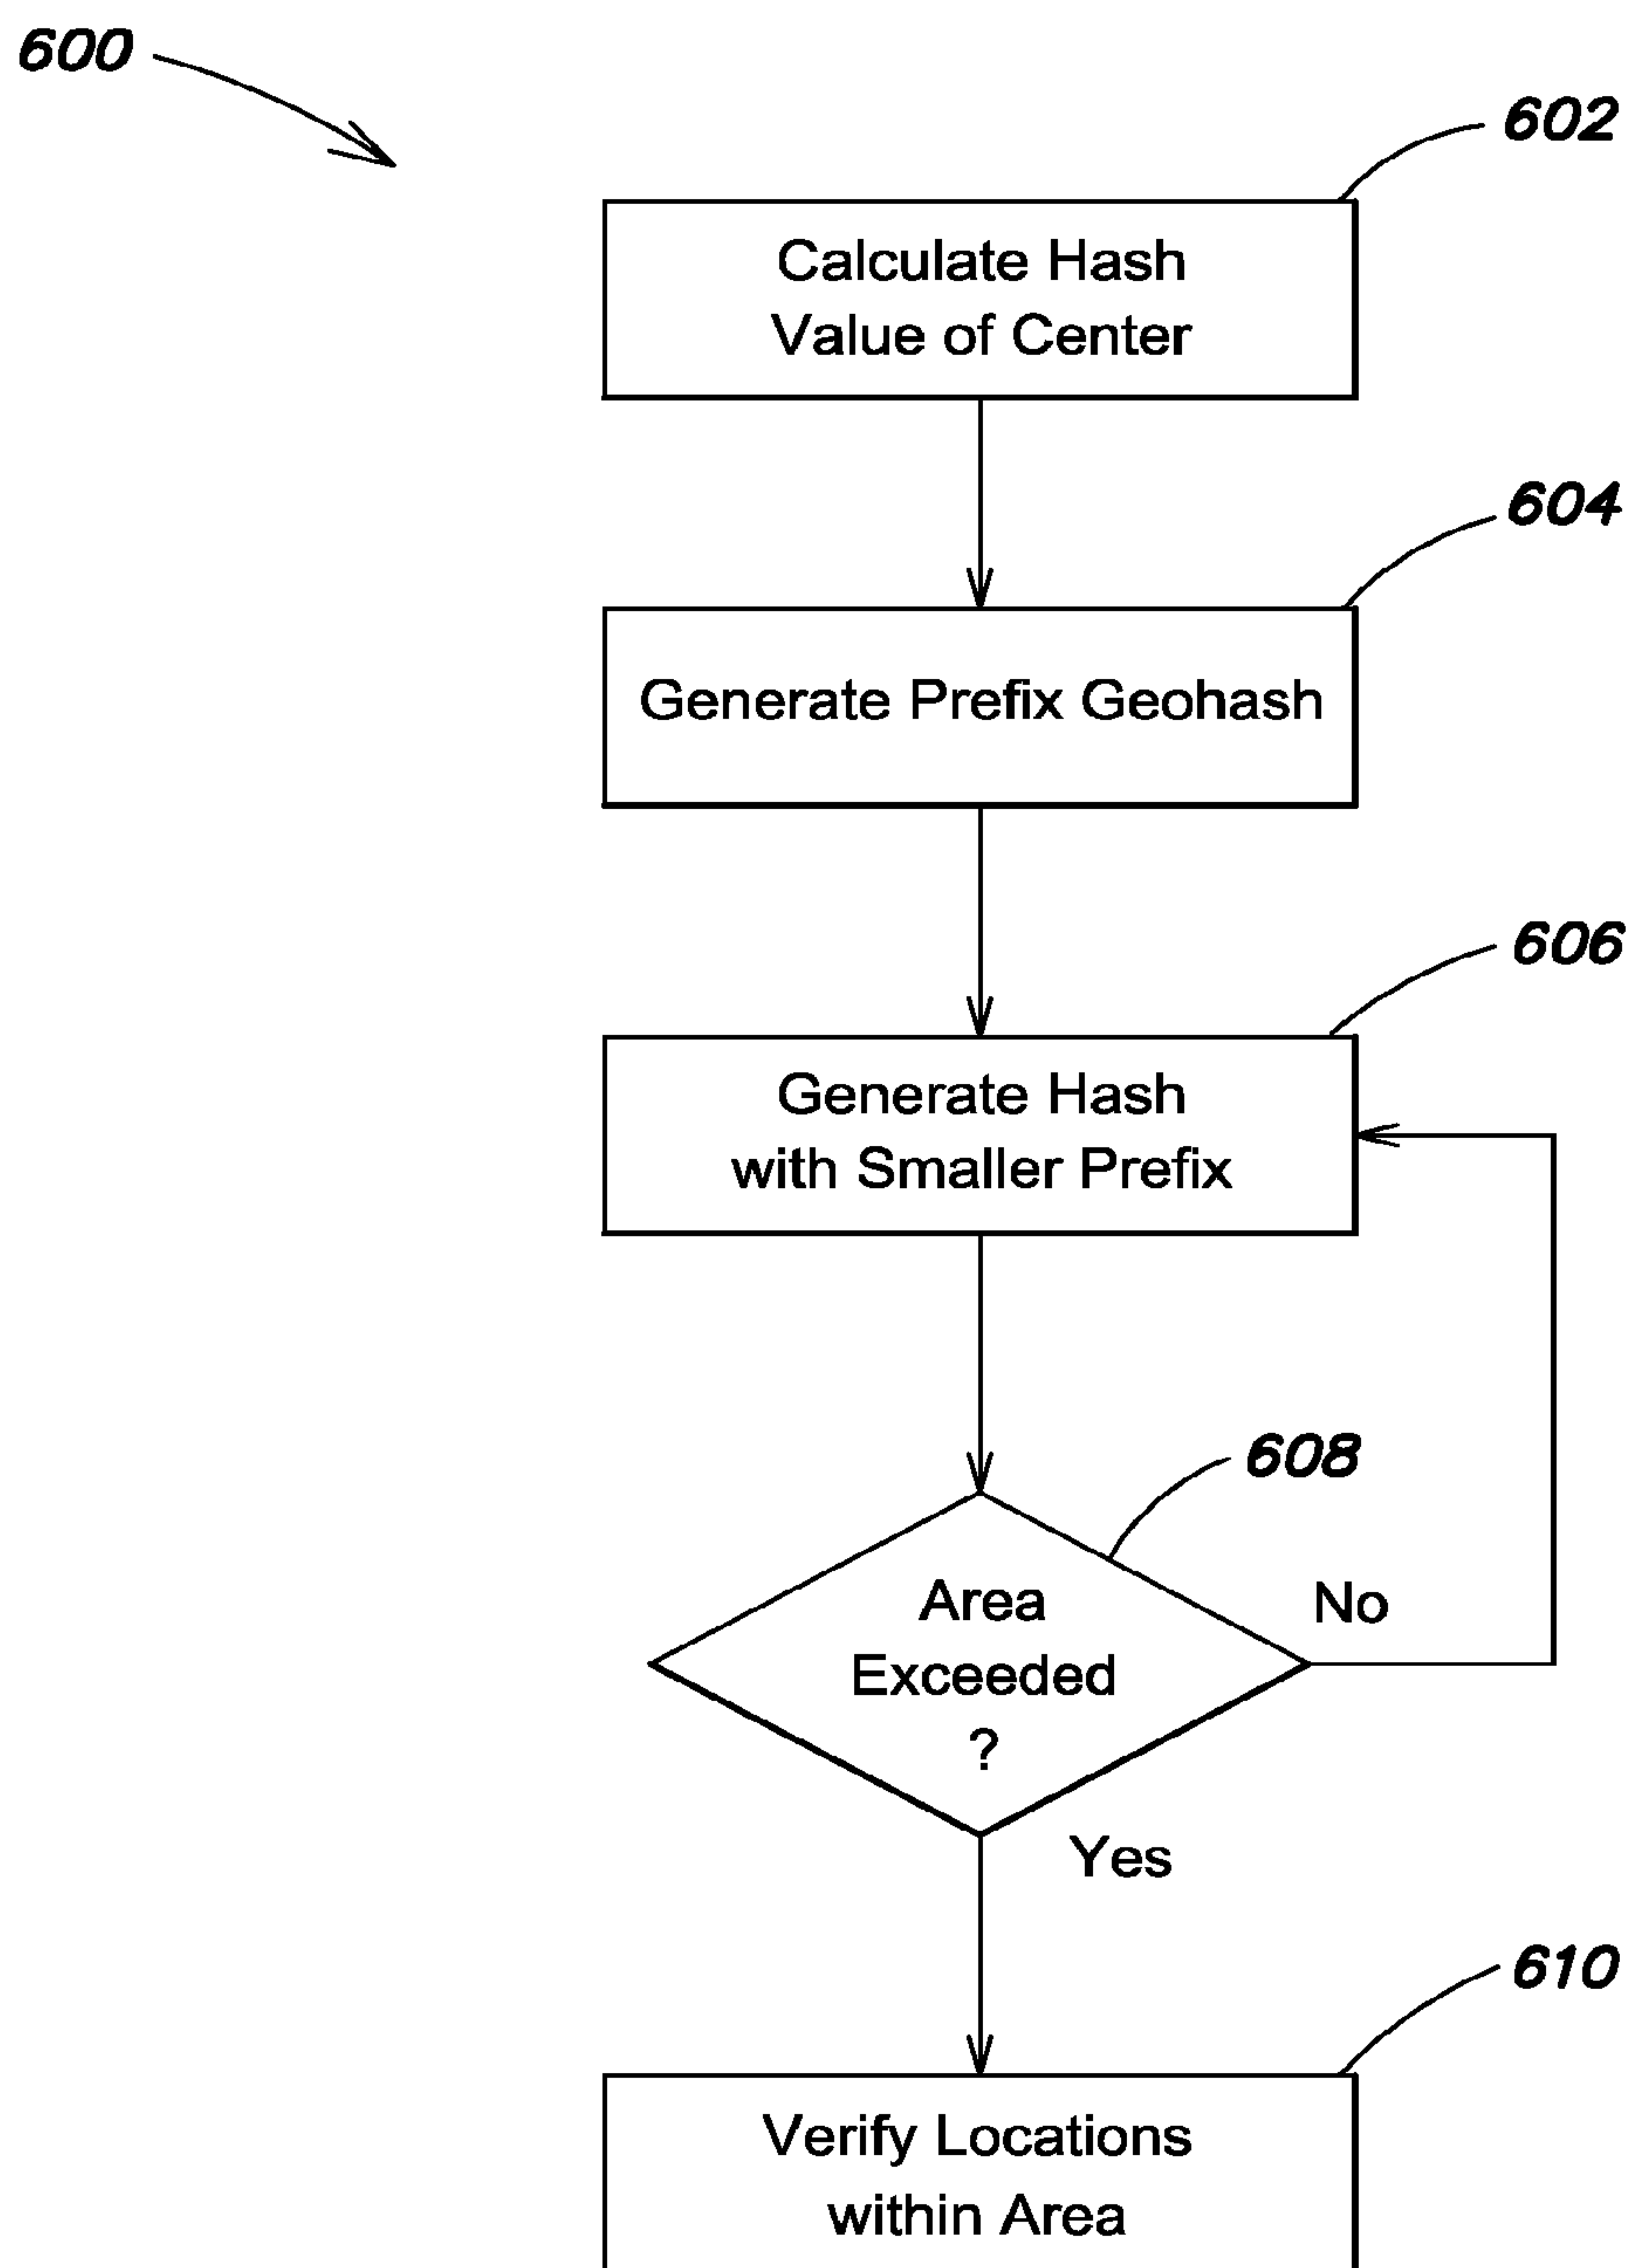 600
602
Calculate Hash
Value of Center
604
Generate Prefix Geohash
606
Generate Hash
with Smaller Prefix
608
Area
Exceeded
?
No
Yes
610
Verify Locations
within Area